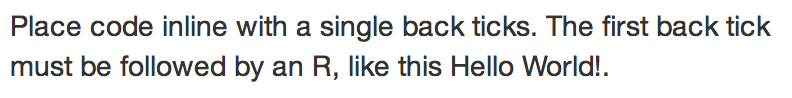 Place code inline with a single back ticks. The first back tick
must be followed by an R, like this Hello World!.